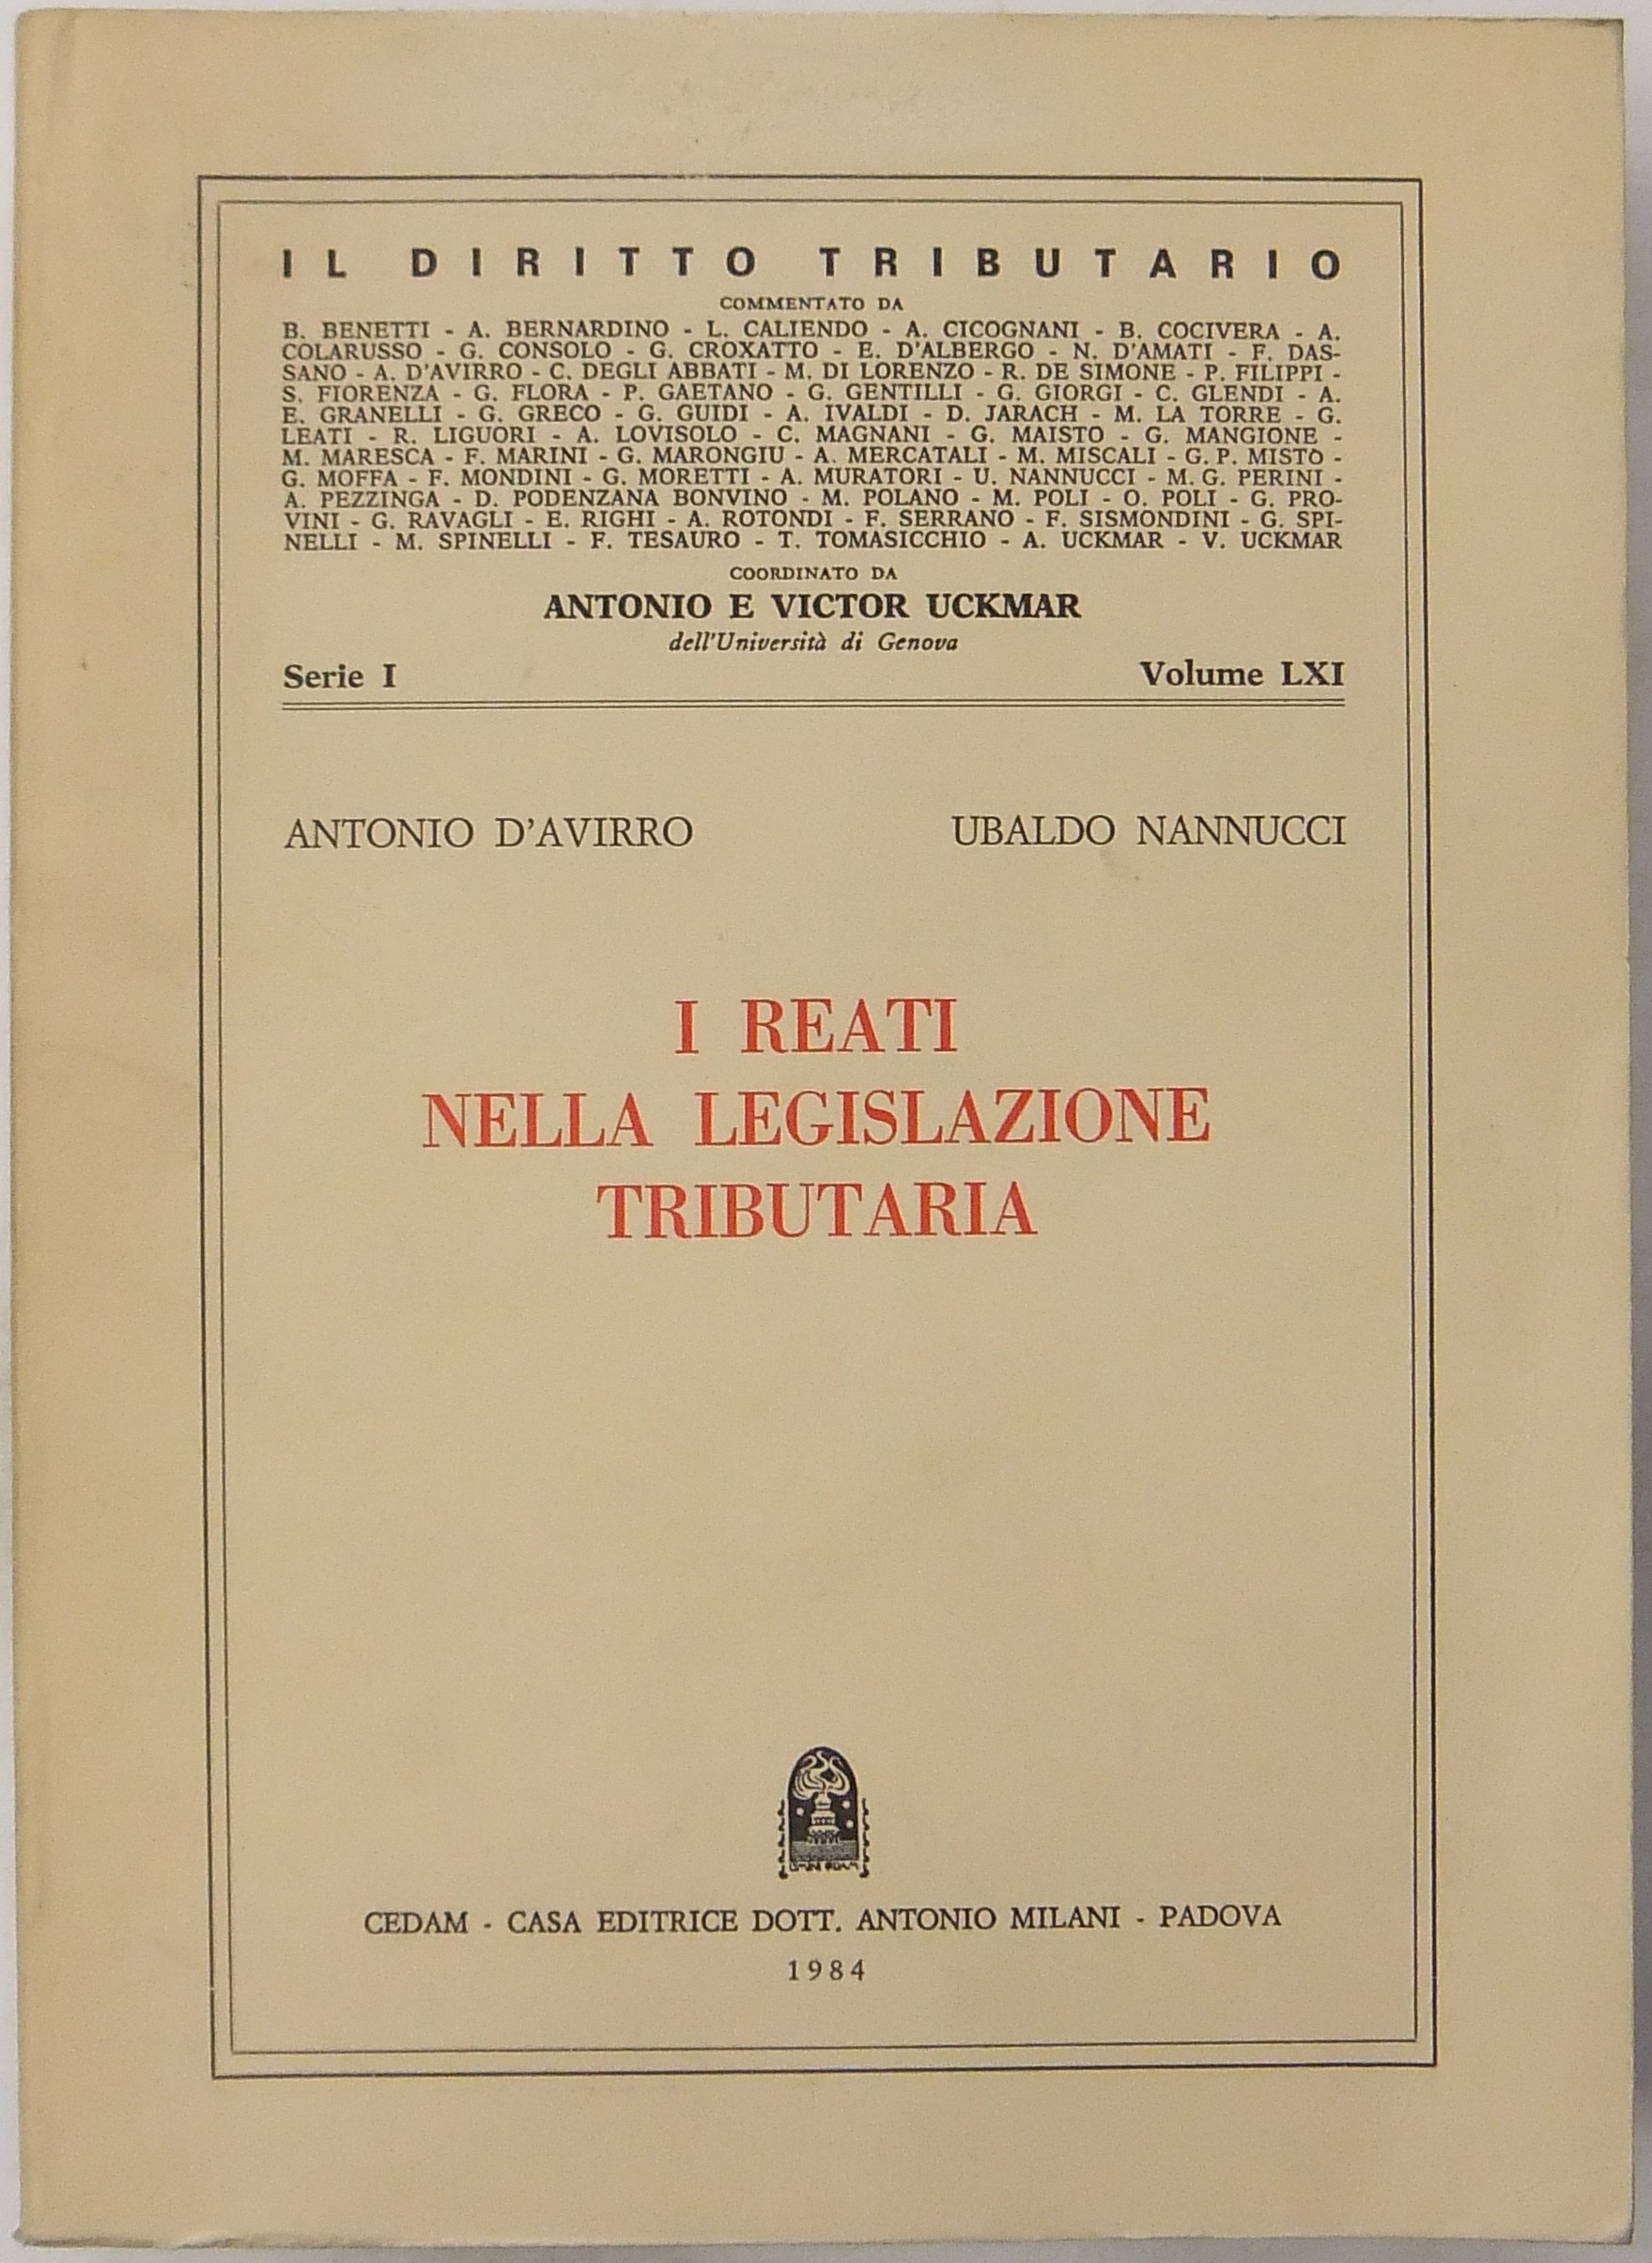 IL DIRITTO TRIBUTARIO
COMMENTATO DA
B. BENETTI - A. BERNARDINO - L. CALIENDO - A. CICOGNANI - B. COCIVERA - A.
COLARUSSO - G. CONSOLO - G. CROXATTO - E. D'ALBERGO - N. D'AMATI - F. DAS-
SANO - A. D'AVIRRO - C. DEGLI ABBATI - M. DI LORENZO - R. DE SIMONE - P. FILIPPI -
S. FIORENZA - G. FLORA - P. GAETANO - G. GENTILLI - G. GIORGI - C. GLENDI - A.
E. GRANELLI - G. GRECO - G. GUIDI - A. IVALDI - D. JARACH - M. LA TORRE - G.
LEATI - R. LIGUORI - A. LOVISOLO - C. MAGNANI - G. MAISTO - G. MANGIONE -
M. MARESCA - F. MARINI - G. MARONGIU - A. MERCATALI - M. MISCALI - G. P. MISTÒ -
G. MOFFA - F. MONDINI - G. MORETTI - A. MURATORI - U. NANNUCCI - M. G. PERINI -
A. PEZZINGA - D. PODENZANA BONVINO - M. POLANO - M. POLI - O. POLI - G. PRO-
VINI - G. RAVAGLI - E. RIGHI - A. ROTONDI - F. SERRANO - F. SISMONDINI - G. SPI-
NELLI - M. SPINELLI - F. TESAURO - T. TOMASICCHIO - A. UCKMAR - V. UCKMAR
COORDINATO DA
ANTONIO E VICTOR UCKMAR
dell'Università di Genova
Serie I Volume LXI
ANTONIO D'AVIRRO UBALDO NANNUCCI
I REATI
NELLA LEGISLAZIONE
TRIBUTARIA
CEDAM - CASA EDITRICE DOTT. ANTONIO MILANI - PADOVA
1984